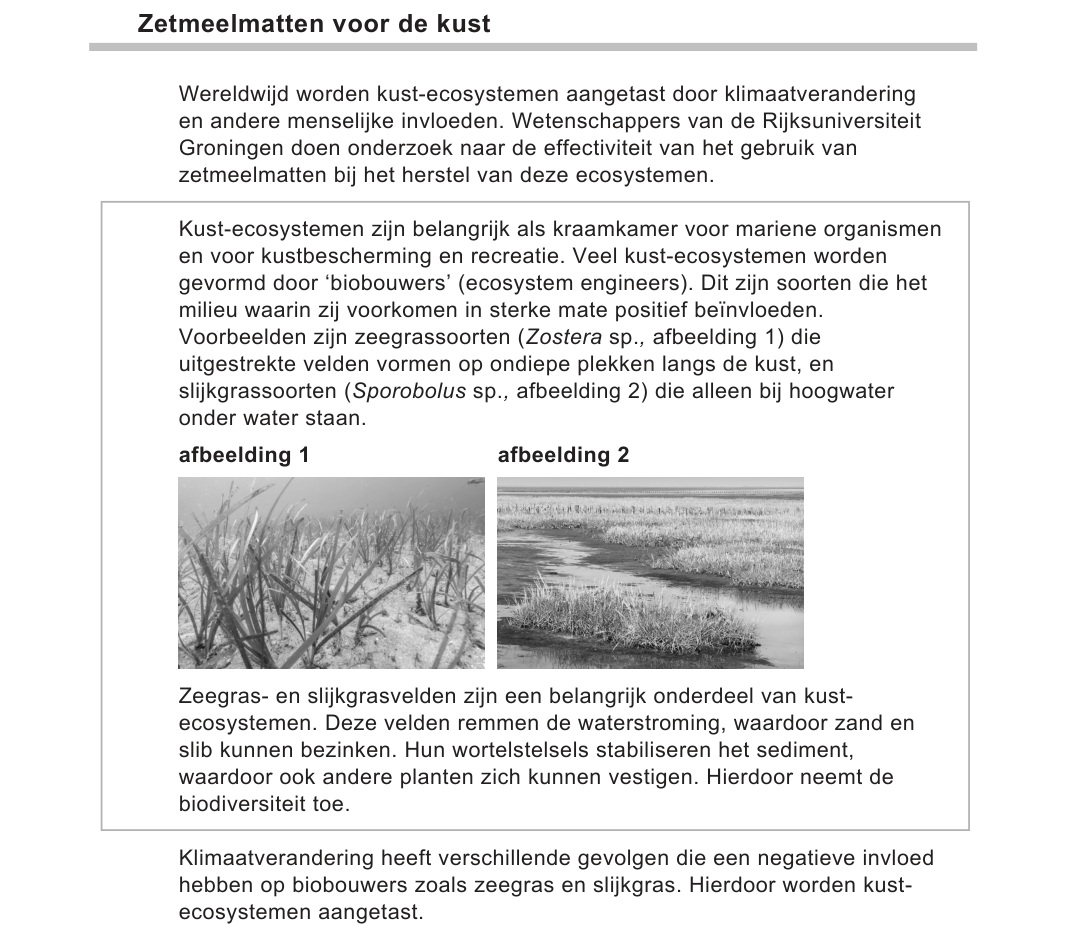 Zetmeelmatten voor de kust
Wereldwijd worden kust-ecosystemen aangetast door klimaatverandering
en andere menselijke invloeden. Wetenschappers van de Rijksuniversiteit
Groningen doen onderzoek naar de effectiviteit van het gebruik van
zetmeelmatten bij het herstel van deze ecosystemen.
Kust-ecosystemen zijn belangrijk als kraamkamer voor mariene organismen
en voor kustbescherming en recreatie. Veel kust-ecosystemen worden
gevormd door ‘biobouwers’ (ecosystem engineers). Dit zijn soorten die het
milieu waarin zij voorkomen in sterke mate positief beïnvloeden.
Voorbeelden zijn zeegrassoorten (Zostera sp., afbeelding 1) die
uitgestrekte velden vormen op ondiepe plekken langs de kust, en
slijkgrassoorten (Sporobolus sp., afbeelding 2) die alleen bij hoogwater
onder water staan.
afbeelding 1
afbeelding 2
Zeegras- en slijkgrasvelden zijn een belangrijk onderdeel van kust-
ecosystemen. Deze velden remmen de waterstroming, waardoor zand en
slib kunnen bezinken. Hun wortelstelsels stabiliseren het sediment,
waardoor ook andere planten zich kunnen vestigen. Hierdoor neemt de
biodiversiteit toe.
Klimaatverandering heeft verschillende gevolgen die een negatieve invloed
hebben op biobouwers zoals zeegras en slijkgras. Hierdoor worden kust-
ecosystemen aangetast.